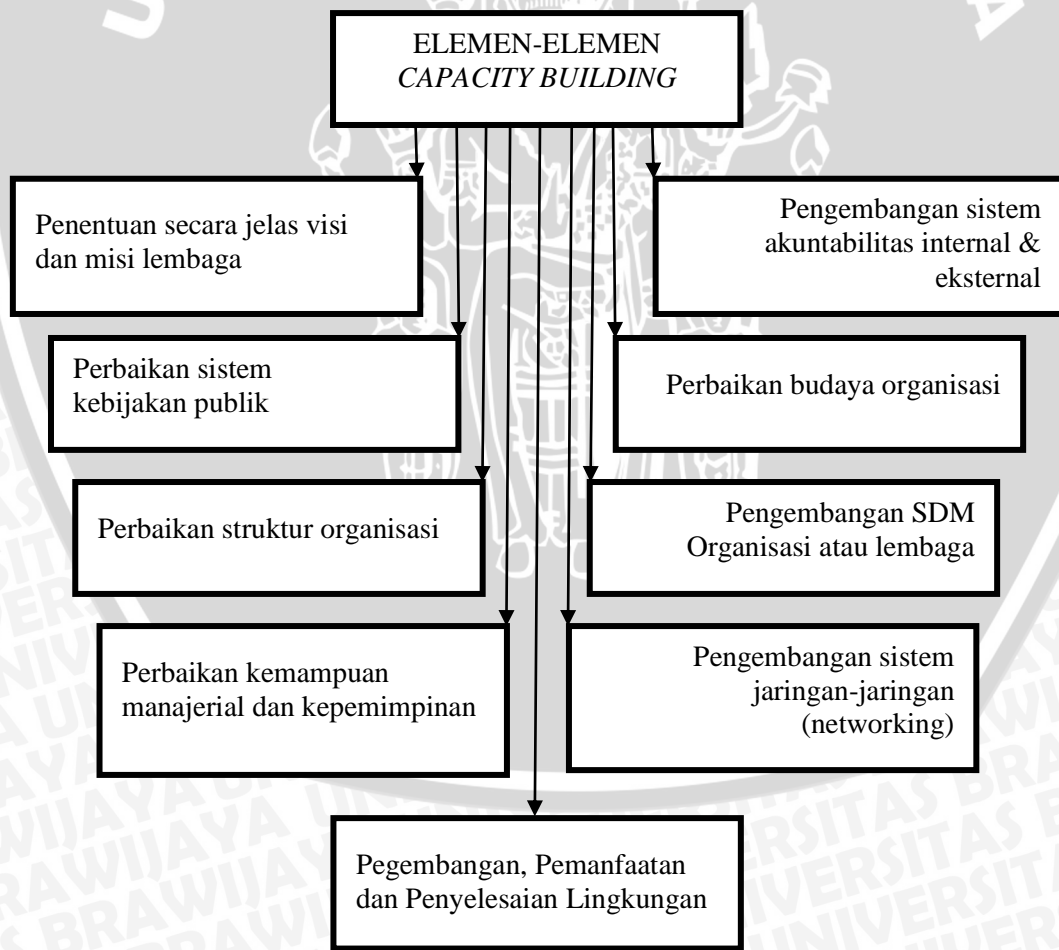 ELEMEN-ELEMEN
CAPACITY BUILDING
Penentuan secara jelas visi
dan misi lembaga
Pengembangan sistem
akuntabilitas internal &
eksternal
Perbaikan sistem
kebijakan publik
Perbaikan budaya organisasi
Perbaikan struktur organisasi
Pengembangan SDM
Organisasi atau lembaga
Perbaikan kemampuan
manajerial dan kepemimpinan
Pengembangan sistem
jaringan-jaringan
(networking)
Pegembangan, Pemanfaatan
dan Penyelesaian Lingkungan